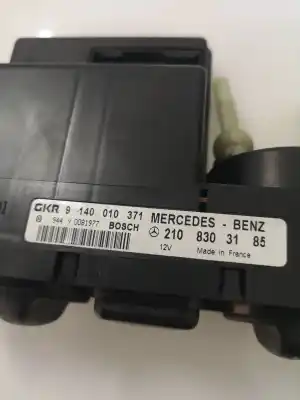 GKR 9 140 010 371 MERCEDES - BENZ
944 Y 0081977 BOSCH 210 830 31 85
12V Made in France